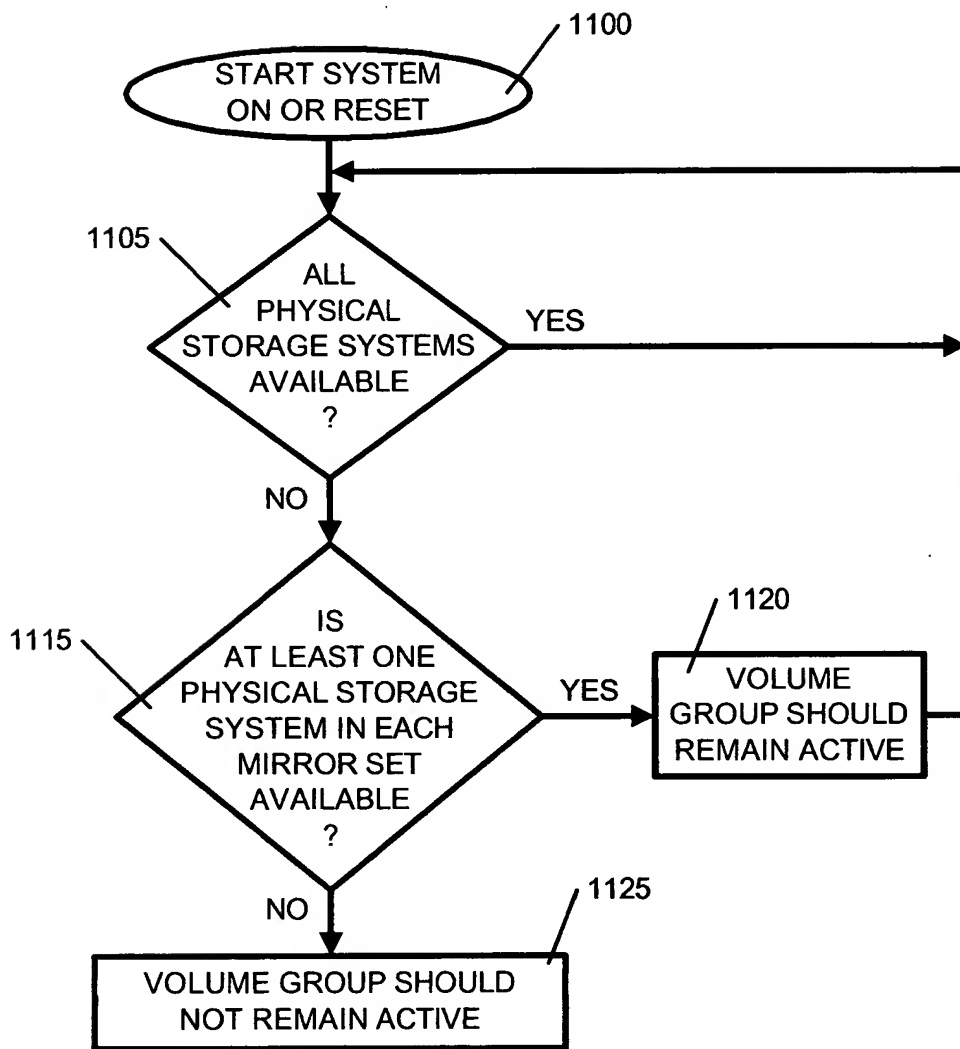 1100
START SYSTEM
ON OR RESET
1105
ALL
PHYSICAL
STORAGE SYSTEMS
AVAILABLE
?
YES
NO
1115
IS
AT LEAST ONE
PHYSICAL STORAGE
SYSTEM IN EACH
MIRROR SET
AVAILABLE
?
YES
1120
VOLUME
GROUP SHOULD
REMAIN ACTIVE
NO
1125
VOLUME GROUP SHOULD
NOT REMAIN ACTIVE